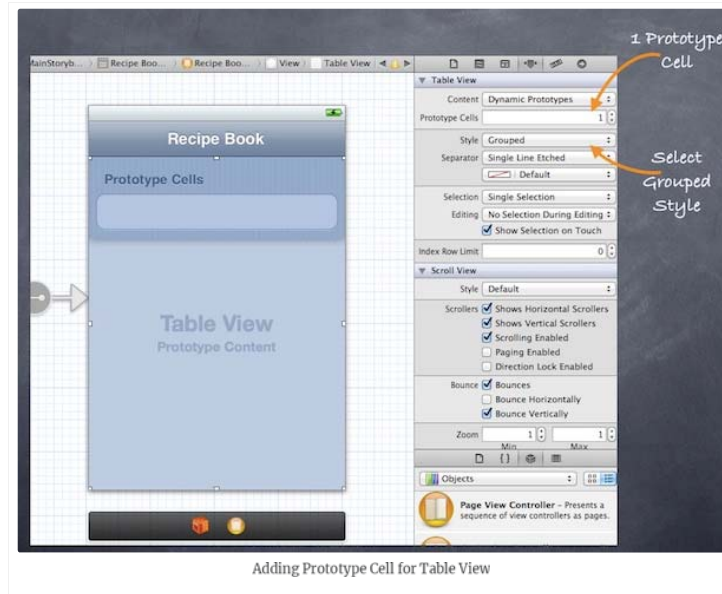 1 Prototype
Cell
MainStoryb...
Recipe Boo...
Recipe Boo...
View
Table View
Table View
Content Dynamic Prototypes
Prototype Cells 1
Style Grouped
Separator Single Line Etched
Default
Select
Grouped
Style
Selection Single Selection
Editing No Selection During Editing
Show Selection on Touch
Index Row Limit 0
Scroll View
Style Default
Scrollers Shows Horizontal Scrollers
Shows Vertical Scrollers
Scrolling Enabled
Paging Enabled
Direction Lock Enabled
Bounce Bounces
Bounce Horizontally
Bounce Vertically
Zoom 1 1
Min Max
{ }
Objects
Page View Controller – Presents a
sequence of view controllers as pages.
Recipe Book
Prototype Cells
Table View
Prototype Content
Adding Prototype Cell for Table View